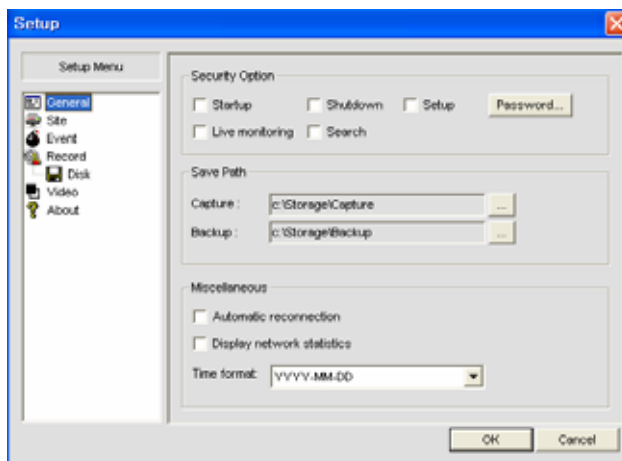 Setup
Setup Menu
General
Site
Event
Record
Disk
Video
About
Security Option
Startup
Shutdown
Setup
Password...
Live monitoring
Search
Save Path
Capture :
c:\Storage\Capture
...
Backup :
c:\Storage\Backup
...
Miscellaneous
Automatic reconnection
Display network statistics
Time format:
YYYY-MM-DD
OK
Cancel